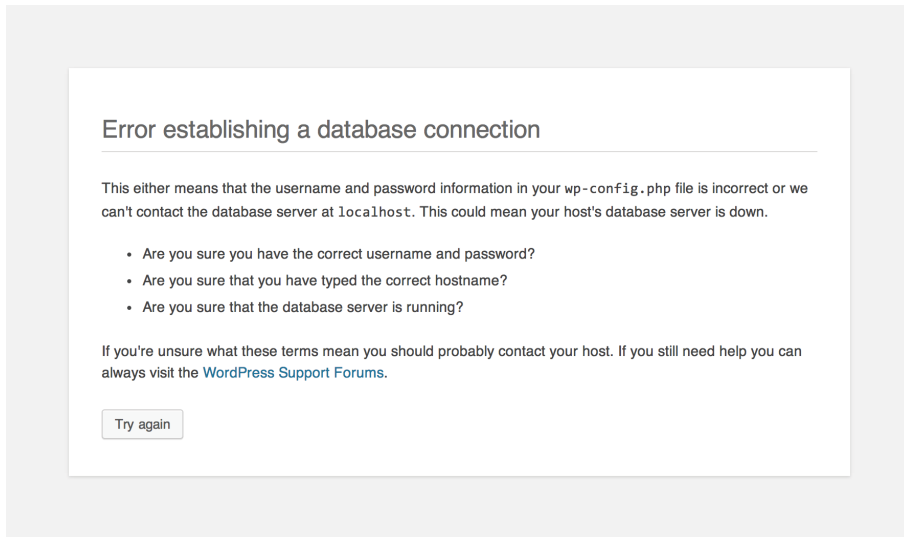 Error establishing a database connection
This either means that the username and password information in your wp-config.php file is incorrect or we
can't contact the database server at localhost. This could mean your host's database server is down.
• Are you sure you have the correct username and password?
• Are you sure that you have typed the correct hostname?
• Are you sure that the database server is running?
If you're unsure what these terms mean you should probably contact your host. If you still need help you can
always visit the WordPress Support Forums.
Try again